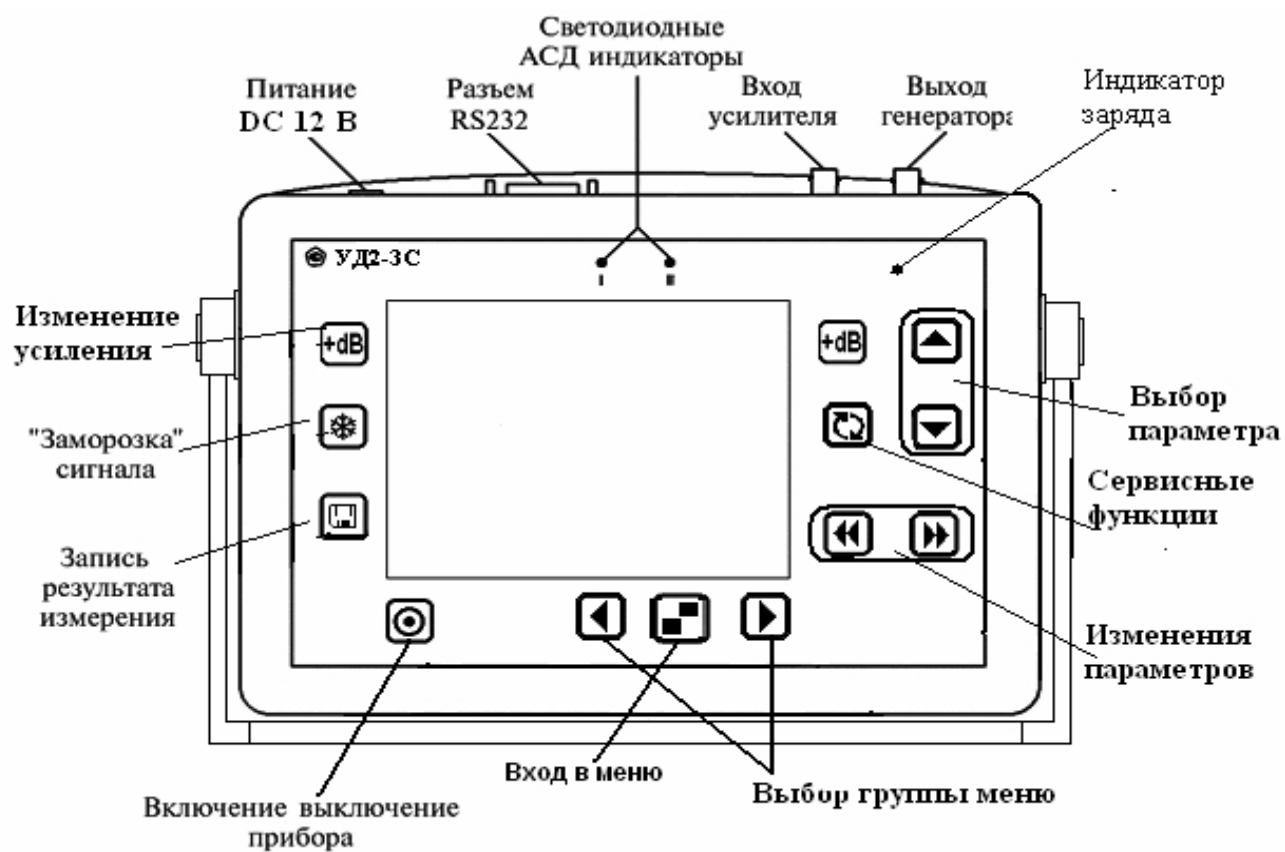 Светодиодные
АСД индикаторы
Питание
DC 12 В
Разъем
RS232
Вход
усилителя
Выход
генератора
Индикатор
заряда
УД2-3С
I
II
Изменение
усиления
+dB
+dB
"Заморозка"
сигнала
Выбор
параметра
Сервисные
функции
Запись
результата
измерения
Изменения
параметров
Вход в меню
Выбор группы меню
Включение выключение
прибора